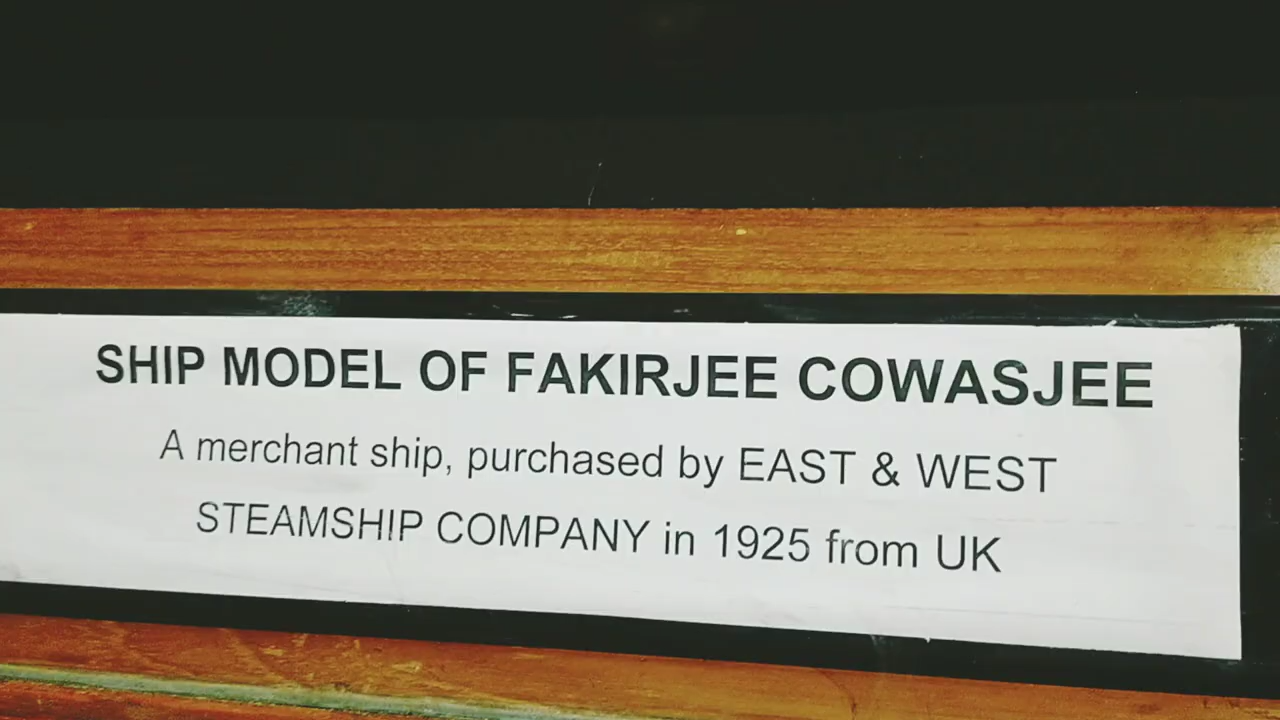 SHIP MODEL OF FAKIRJEE COWASJEE
A merchant ship, purchased by EAST & WEST
STEAMSHIP COMPANY in 1925 from UK